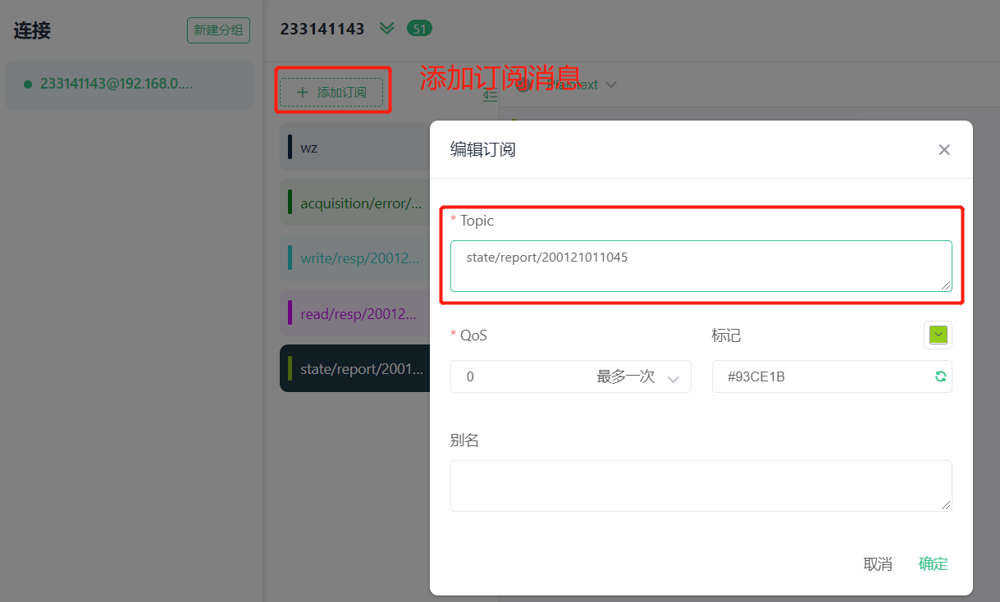 连接
新建分组
233141143
51
233141143@192.168.0....
添加订阅
添加订阅消息
Plaintext
wz
acquisition/error/...
write/resp/20012...
read/resp/20012...
state/report/2001...
编辑订阅
* Topic
state/report/200121011045
* QoS
标记
0
最多一次
#93CE1B
别名
取消
确定